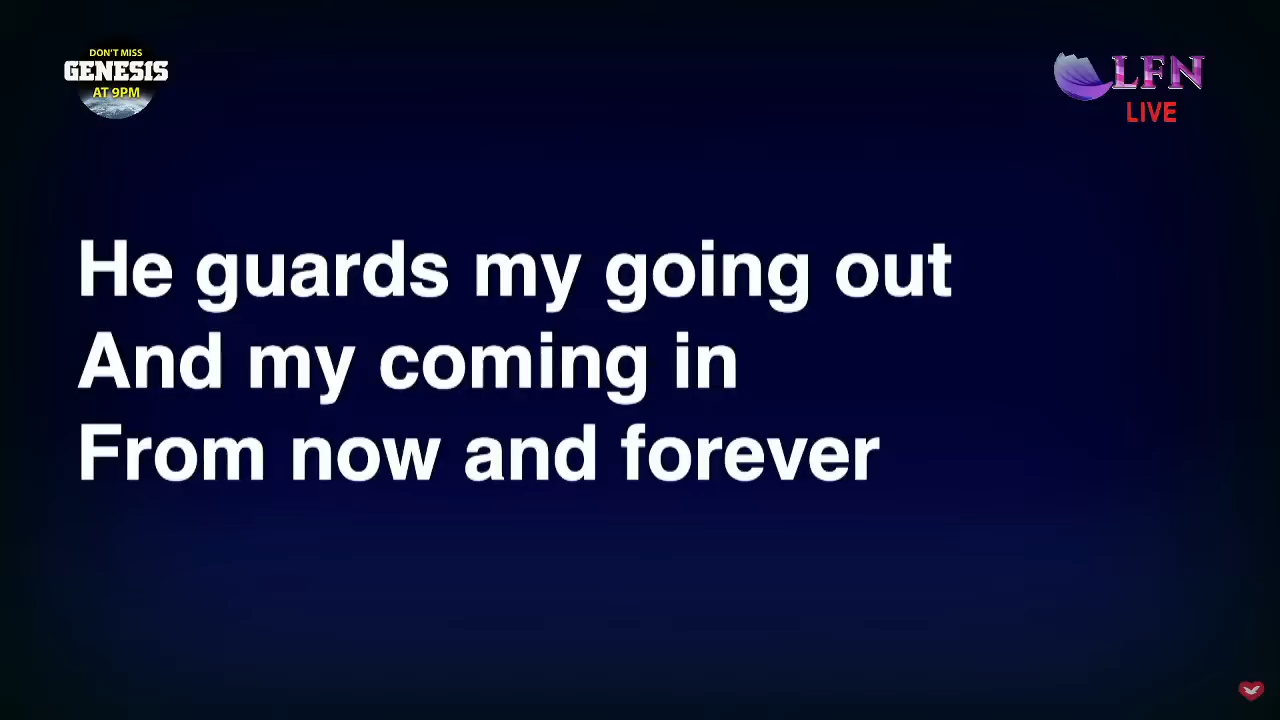 DON'T MISS
GENESIS
AT 9PM
LFN
LIVE
He guards my going out
And my coming in
From now and forever